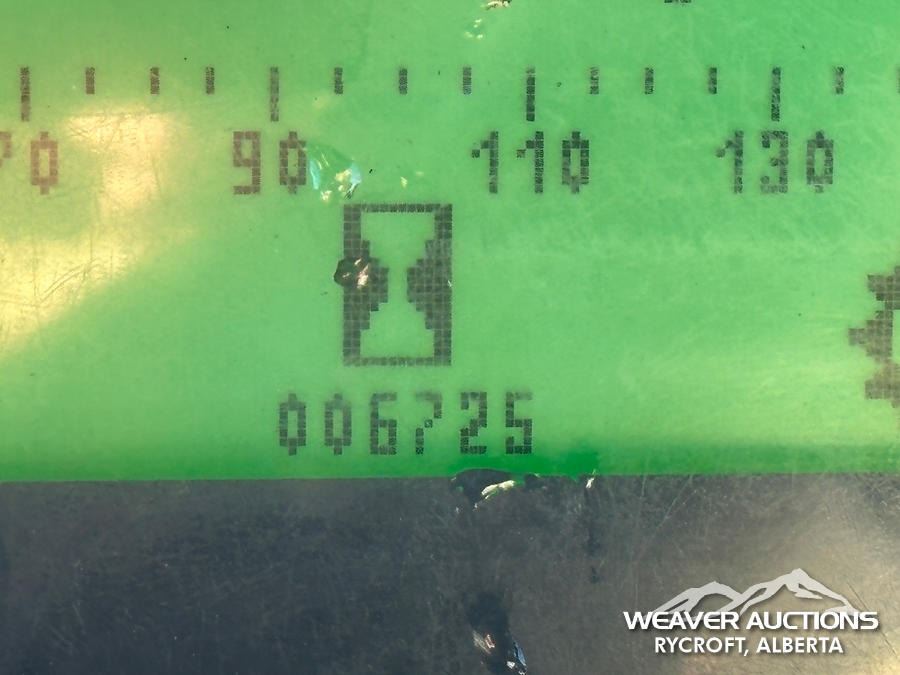 70 90 110 130
006725
WEAVER AUCTIONS
RYCROFT, ALBERTA